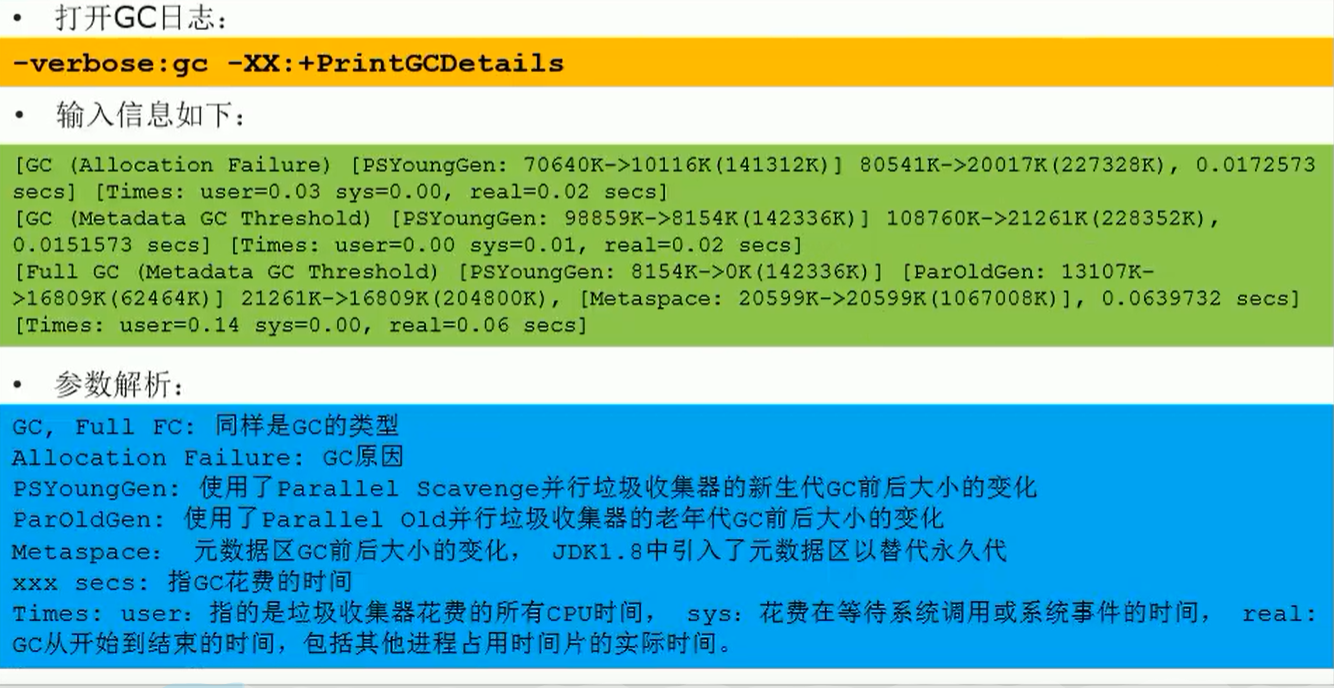 • 打开GC日志：
-verbose:gc -XX:+PrintGCDetails
• 输入信息如下：
[GC (Allocation Failure) [PSYoungGen: 70640K->10116K(141312K)] 80541K->20017K(227328K), 0.0172573
secs] [Times: user=0.03 sys=0.00, real=0.02 secs]
[GC (Metadata GC Threshold) [PSYoungGen: 98859K->8154K(142336K)] 108760K->21261K(228352K),
0.0151573 secs] [Times: user=0.00 sys=0.01, real=0.02 secs]
[Full GC (Metadata GC Threshold) [PSYoungGen: 8154K->0K(142336K)] [ParOldGen: 13107K-
>16809K(62464K)] 21261K->16809K(204800K), [Metaspace: 20599K->20599K(1067008K)], 0.0639732 secs]
[Times: user=0.14 sys=0.00, real=0.06 secs]
• 参数解析：
GC, Full FC: 同样是GC的类型
Allocation Failure: GC原因
PSYoungGen: 使用了Parallel Scavenge并行垃圾收集器的新生代GC前后大小的变化
ParOldGen: 使用了Parallel Old并行垃圾收集器的老年代GC前后大小的变化
Metaspace： 元数据区GC前后大小的变化， JDK1.8中引入了元数据区以替代永久代
xxx secs: 指GC花费的时间
Times: user：指的是垃圾收集器花费的所有CPU时间， sys：花费在等待系统调用或系统事件的时间， real:
GC从开始到结束的时间，包括其他进程占用时间片的实际时间。